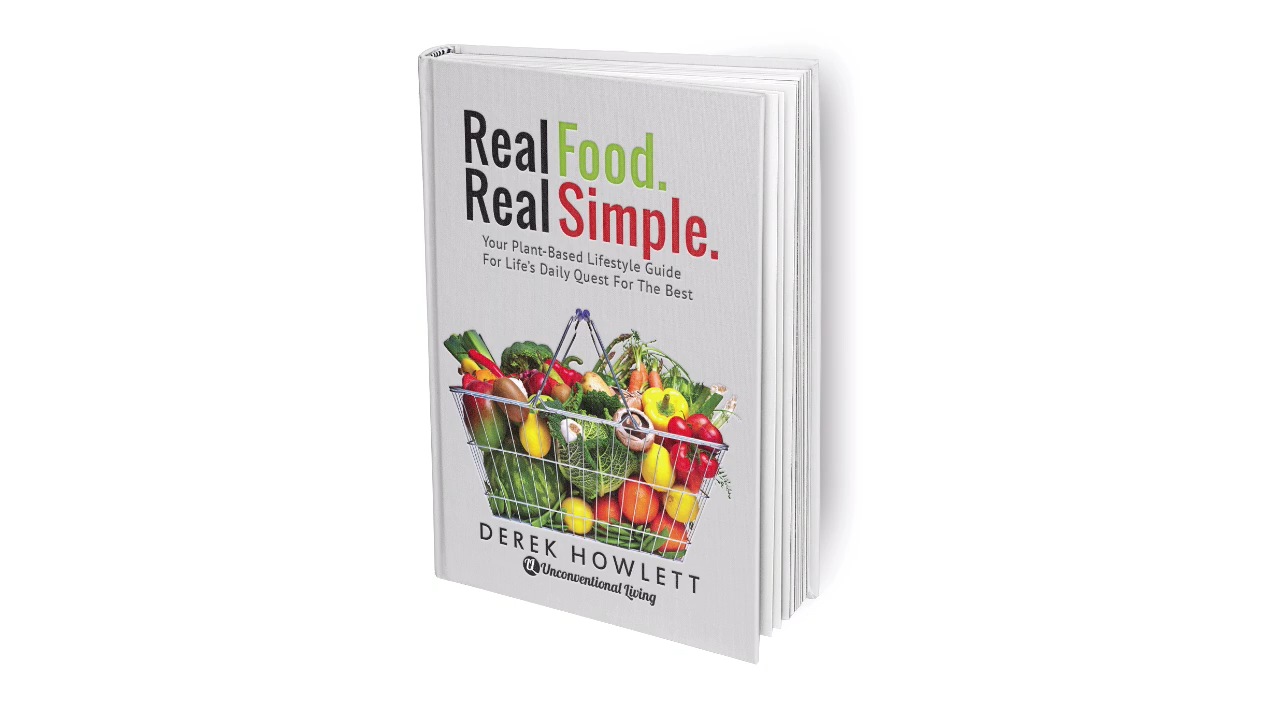 Real Food.
Real Simple.
Your Plant-Based Lifestyle Guide
For Life's Daily Quest For The Best
DEREK HOWLETT
UL Unconventional Living